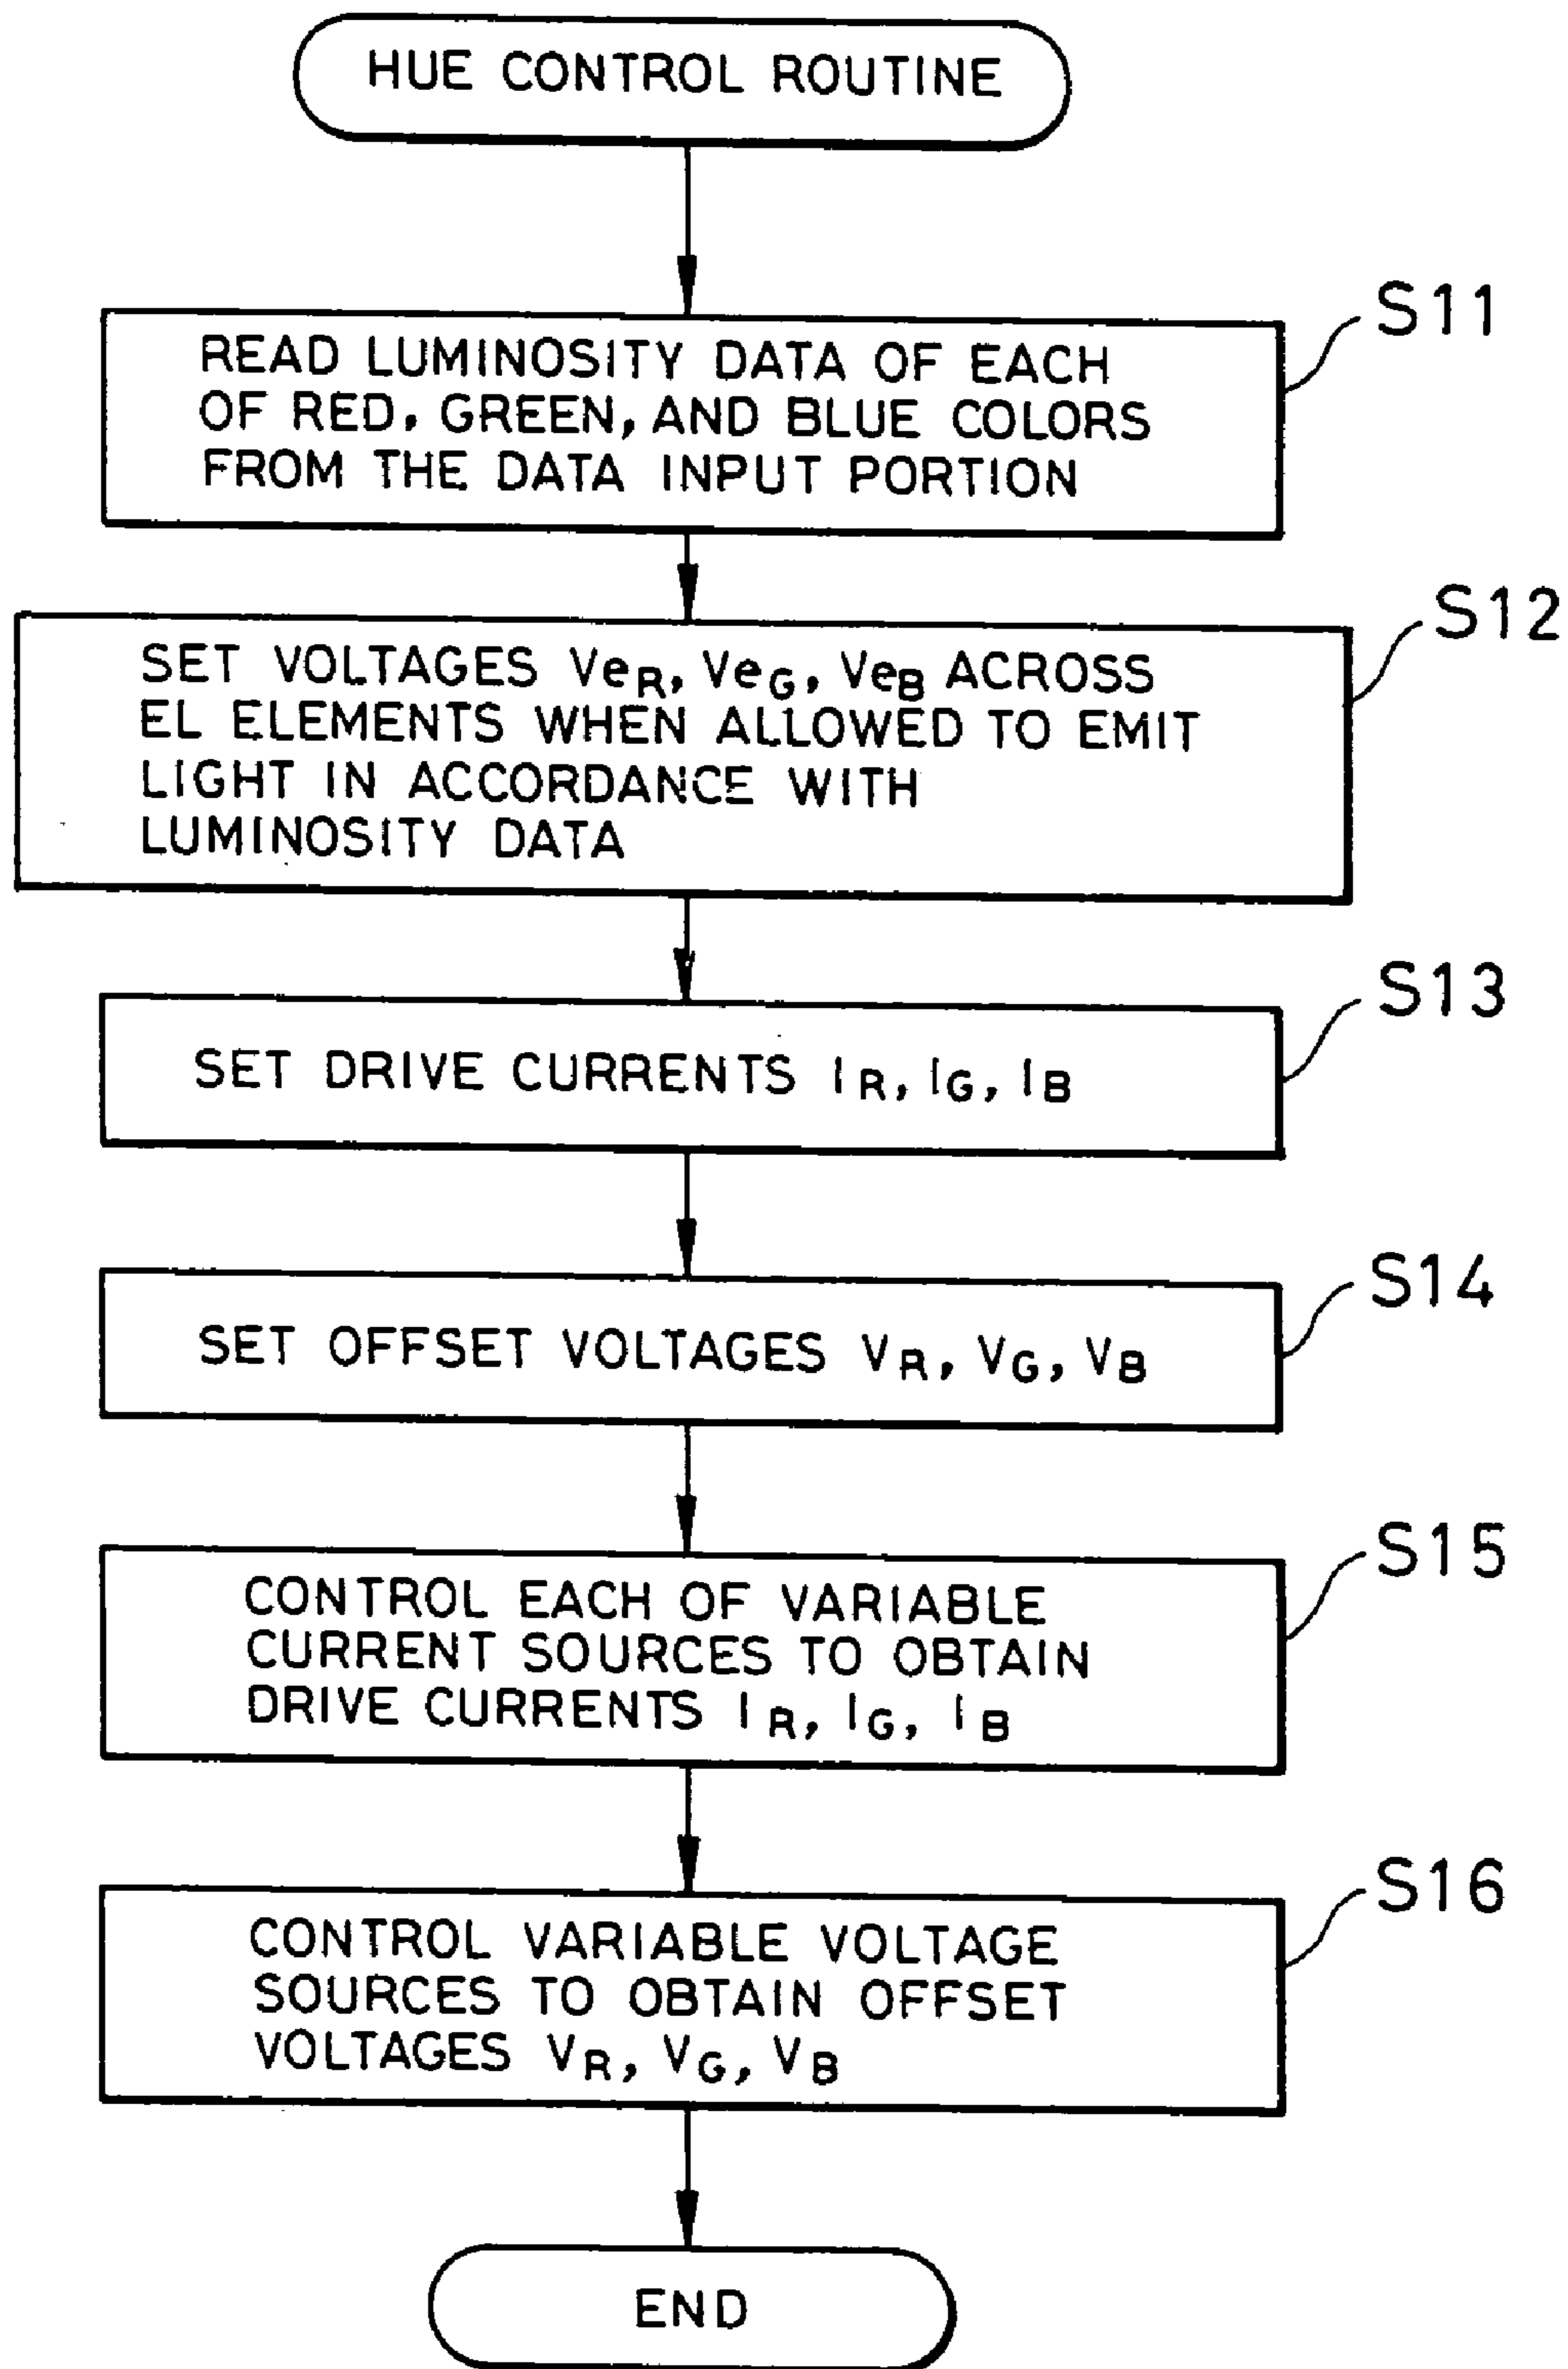 HUE CONTROL ROUTINE
S11
READ LUMINOSITY DATA OF EACH
OF RED, GREEN, AND BLUE COLORS
FROM THE DATA INPUT PORTION
S12
SET VOLTAGES VeR, VeG, VeB ACROSS
EL ELEMENTS WHEN ALLOWED TO EMIT
LIGHT IN ACCORDANCE WITH
LUMINOSITY DATA
S13
SET DRIVE CURRENTS IR, IG, IB
S14
SET OFFSET VOLTAGES VR, VG, VB
S15
CONTROL EACH OF VARIABLE
CURRENT SOURCES TO OBTAIN
DRIVE CURRENTS IR, IG, IB
S16
CONTROL VARIABLE VOLTAGE
SOURCES TO OBTAIN OFFSET
VOLTAGES VR, VG, VB
END